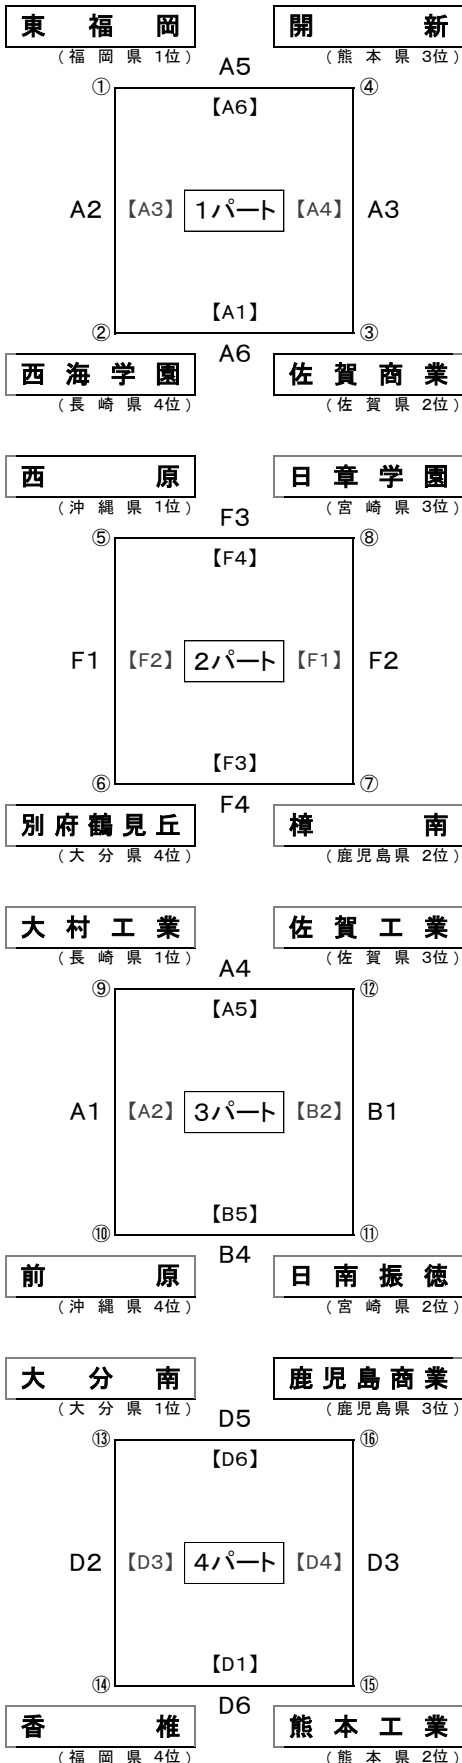 東福岡 開新
(福岡県 1位) (熊本県 3位)
A5
① ④
【A6】
A2 【A3】 1パート 【A4】 A3
【A1】
② ③
A6
西海学園 佐賀商業
(長崎県 4位) (佐賀県 2位)
西原 日章学園
(沖縄県 1位) (宮崎県 3位)
F3
⑤ ⑧
【F4】
F1 【F2】 2パート 【F1】 F2
【F3】
⑥ ⑦
F4
別府鶴見丘 樟南
(大分県 4位) (鹿児島県 2位)
大村工業 佐賀工業
(長崎県 1位) (佐賀県 3位)
A4
⑨ ⑫
【A5】
A1 【A2】 3パート 【B2】 B1
【B5】
⑩ ⑪
B4
前原 日南振徳
(沖縄県 4位) (宮崎県 2位)
大分南 鹿児島商業
(大分県 1位) (鹿児島県 3位)
D5
⑬ ⑯
【D6】
D2 【D3】 4パート 【D4】 D3
【D1】
⑭ ⑮
D6
香椎 熊本工業
(福岡県 4位) (熊本県 2位)